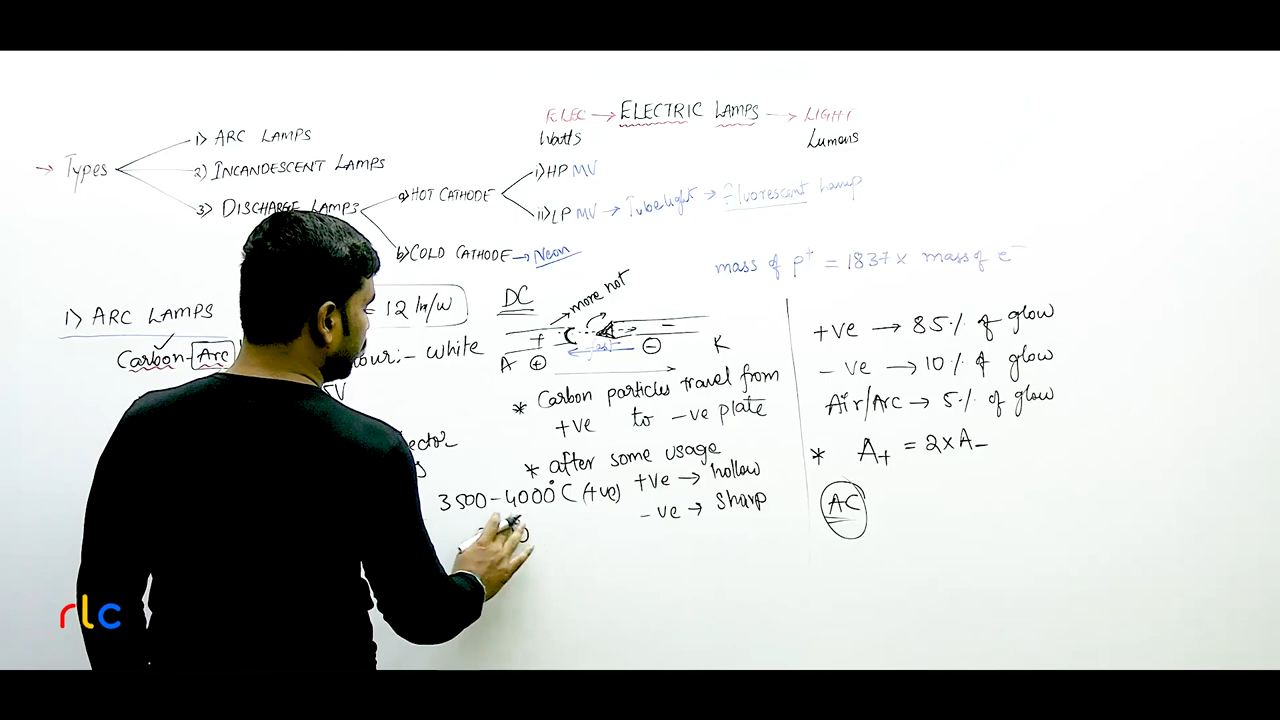 ELEC → ELECTRIC LAMPS → LIGHT
Watts Lumens
→ Types
1) ARC LAMPS
2) INCANDESCENT LAMPS
3) DISCHARGE LAMPS
a) HOT CATHODE
i) HP MV
ii) LP MV → Tubelight → Fluorescent Lamp
b) COLD CATHODE → Neon
mass of p+ = 1837 × mass of e-
1) ARC LAMPS
= 12 lm/W
Carbon - Arc
:- white
V
DC
more hot
+ -
fast
A + - K
* Carbon particles travel from
+ve to -ve plate
* after some usage
+ve → hollow
-ve → sharp
3500 - 4000°C (+ve)
+ve → 85% of glow
-ve → 10% of glow
Air/Arc → 5% of glow
* A+ = 2 x A-
AC
rlc